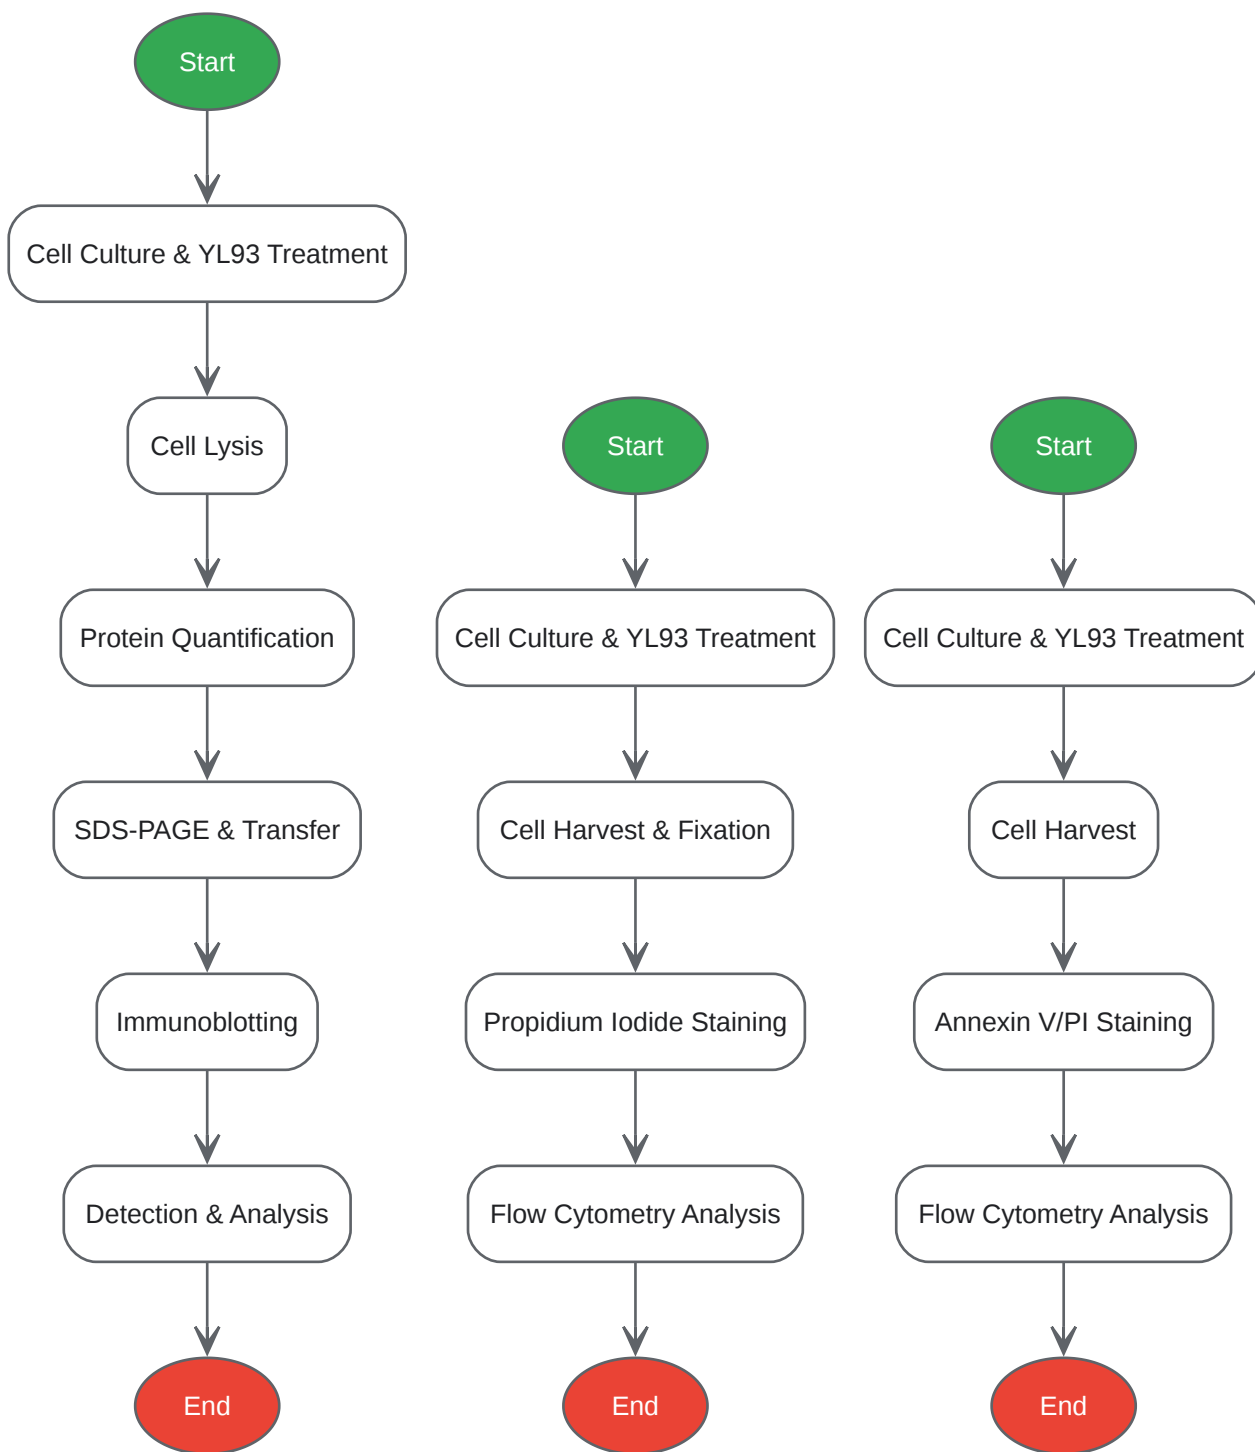 Start
Cell Culture & YL93 Treatment
Cell Lysis
Protein Quantification
SDS-PAGE & Transfer
Immunoblotting
Detection & Analysis
End
Start
Cell Culture & YL93 Treatment
Cell Harvest & Fixation
Propidium Iodide Staining
Flow Cytometry Analysis
End
Start
Cell Culture & YL93 Treatment
Cell Harvest
Annexin V/PI Staining
Flow Cytometry Analysis
End